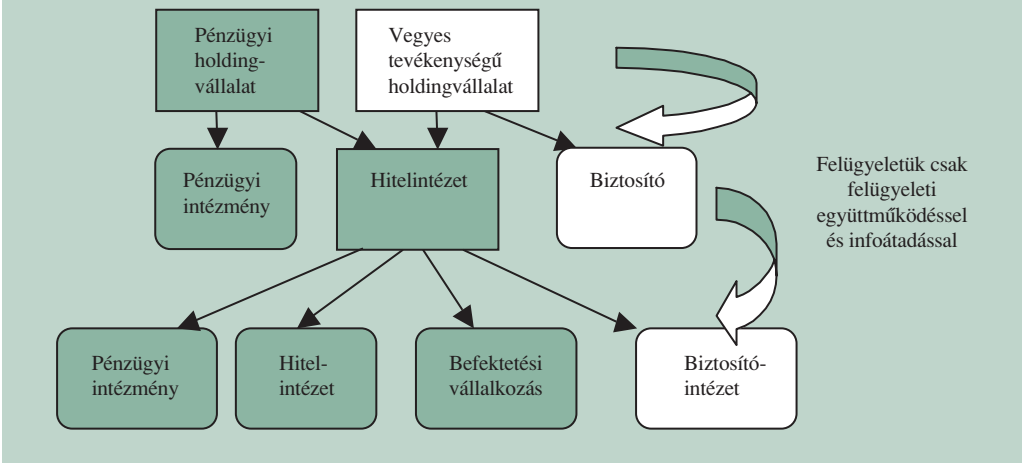 Pénzügyi
holding-
vállalat
Vegyes
tevékenységű
holdingvállalat
Pénzügyi
intézmény
Hitelintézet
Biztosító
Felügyeletük csak
felügyeleti
együttműködéssel
és infoátadással
Pénzügyi
intézmény
Hitel-
intézet
Befektetési
vállalkozás
Biztosító-
intézet